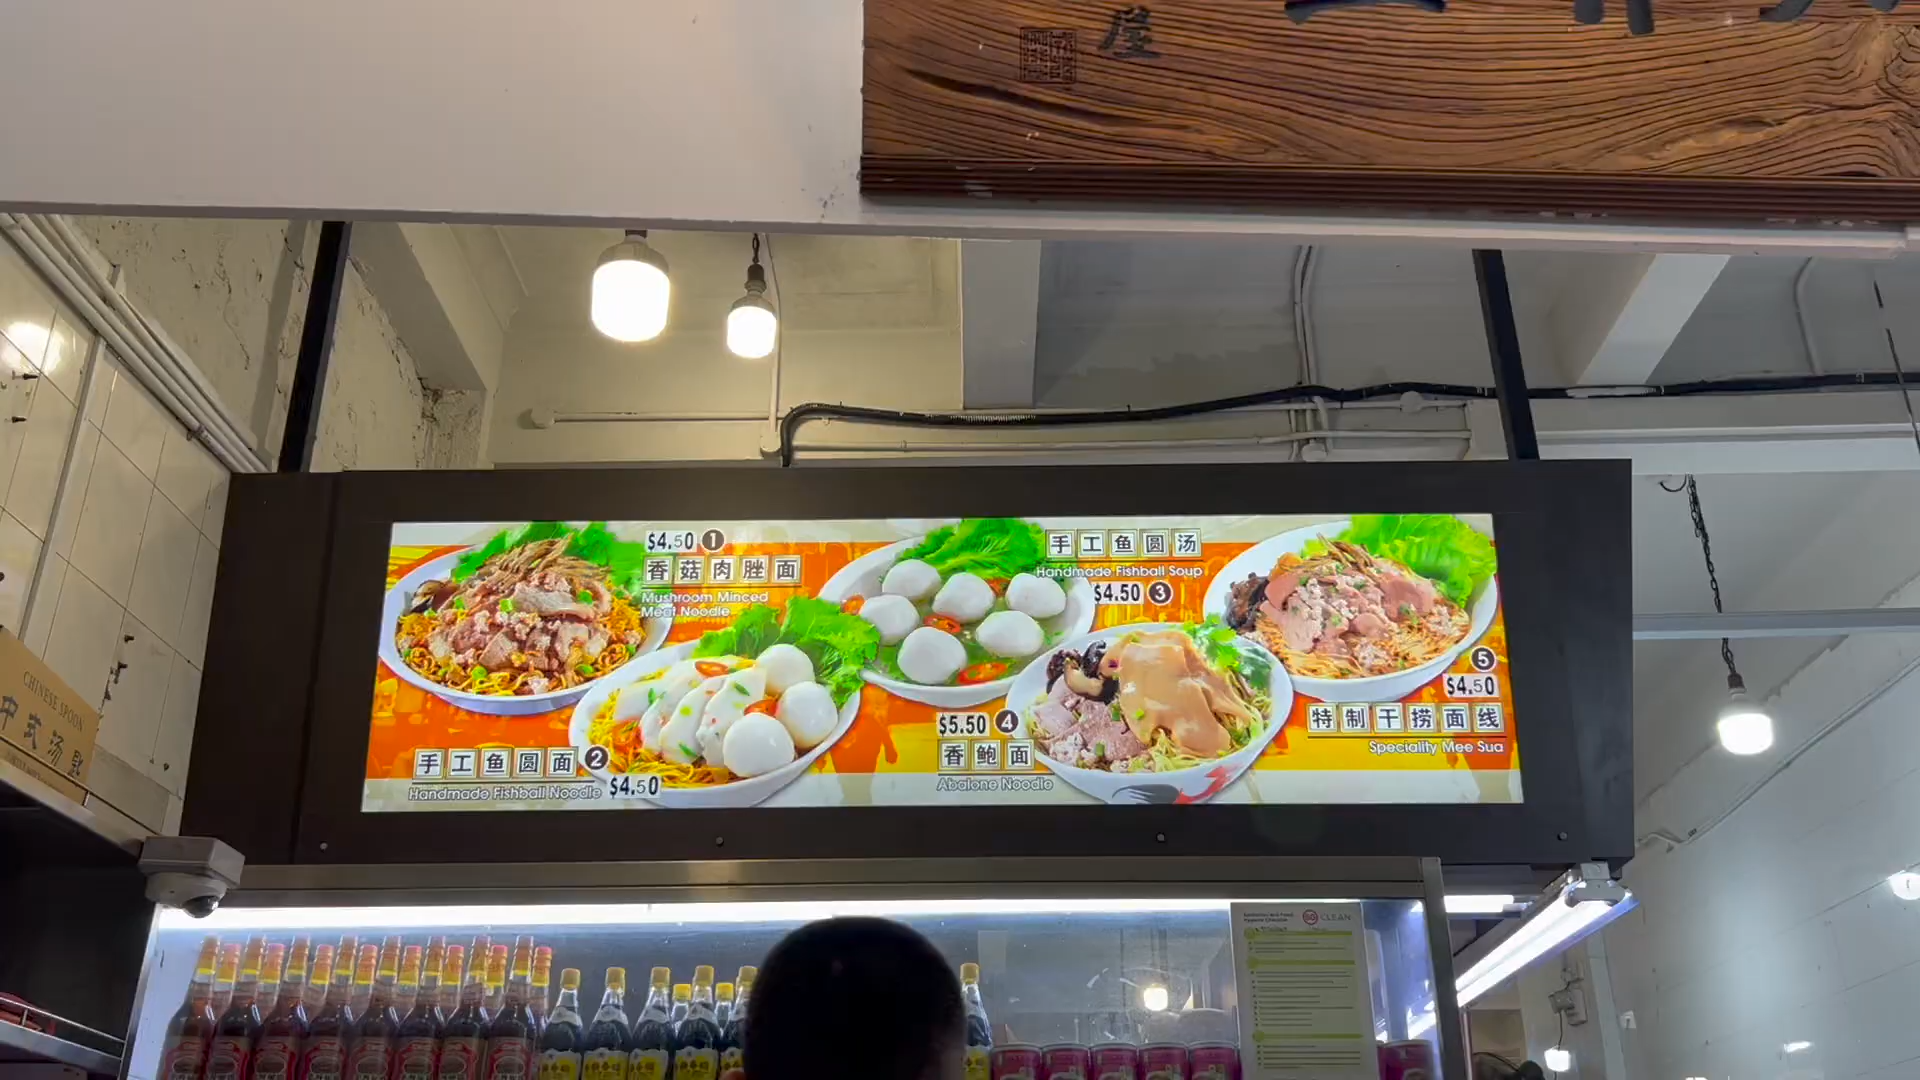 屋
$4.50 1
香菇肉脞面
Mushroom Minced
Meat Noodle
手工鱼圆面 2
Handmade Fishball Noodle $4.50
手工鱼圆汤
Handmade Fishball Soup
$4.50 3
$5.50 4
香鲍面
Abalone Noodle
5
$4.50
特制干捞面线
Speciality Mee Sua
CHINESE SPOON
中式汤匙
SG CLEAN